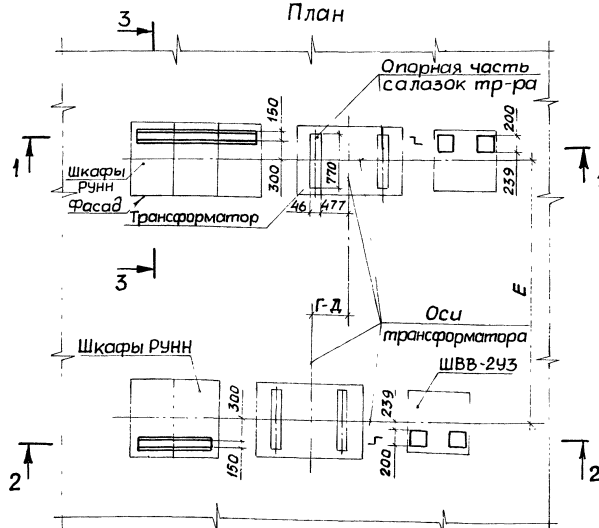 План
3
Опорная часть
салазок тр-ра
150
200
1
1
Шкафы
РУНН
300
770
239
Фасад
Трансформатор
46
477
3
Г-Д
Оси
трансформатора
Е
Шкафы РУНН
ШВВ-2УЗ
300
239
150
200
2
2